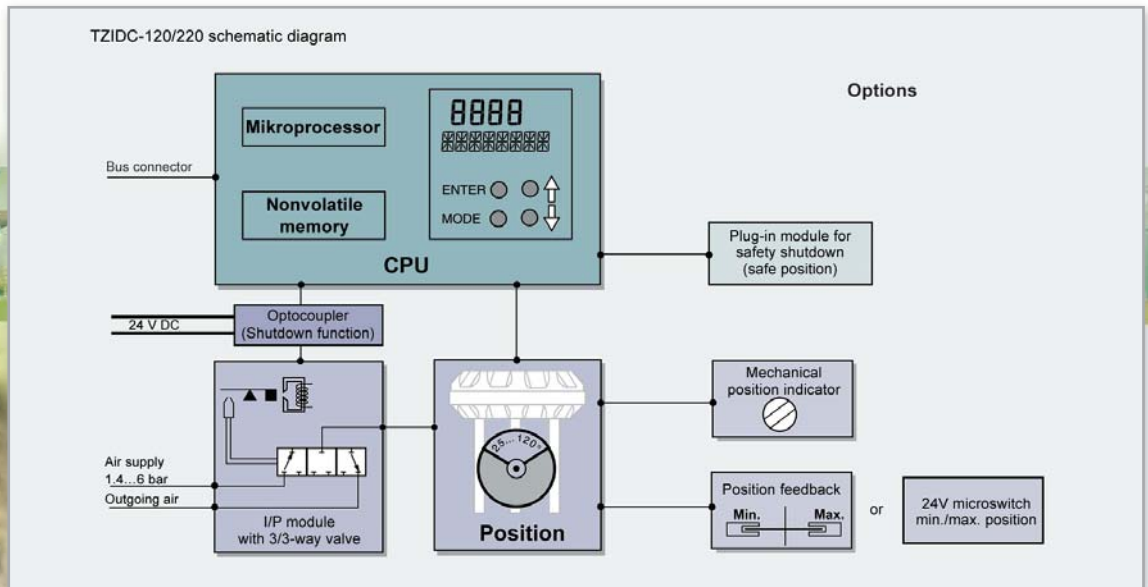 TZIDC-120/220 schematic diagram
Options
Mikroprocessor
8888
Bus connector
Nonvolatile
memory
ENTER
MODE
CPU
Plug-in module for
safety shutdown
(safe position)
24 V DC
Optocoupler
(Shutdown function)
Mechanical
position indicator
25... 120°
Air supply
1.4...6 bar
Outgoing air
I/P module
with 3/3-way valve
Position
Position feedback
Min. Max.
or
24V microswitch
min./max. position